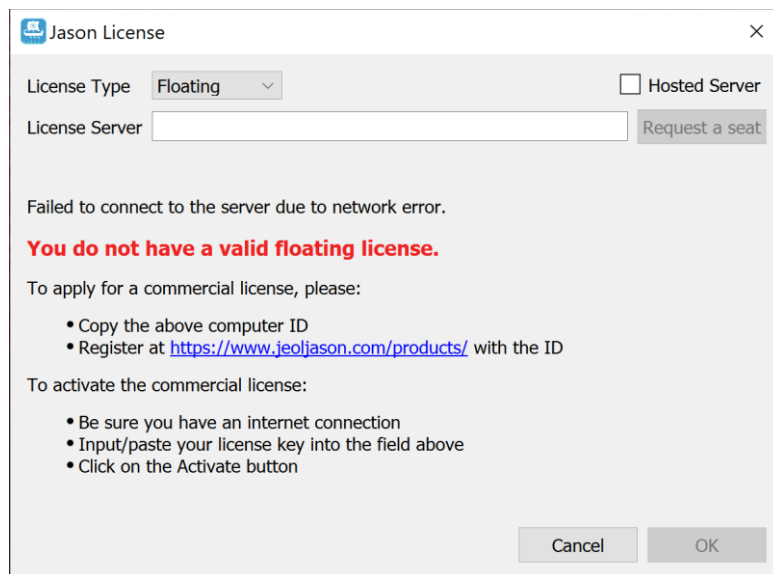 Jason License
License Type Floating Hosted Server
License Server Request a seat
Failed to connect to the server due to network error.
You do not have a valid floating license.
To apply for a commercial license, please:
• Copy the above computer ID
• Register at https://www.jeoljason.com/products/ with the ID
To activate the commercial license:
• Be sure you have an internet connection
• Input/paste your license key into the field above
• Click on the Activate button
Cancel OK